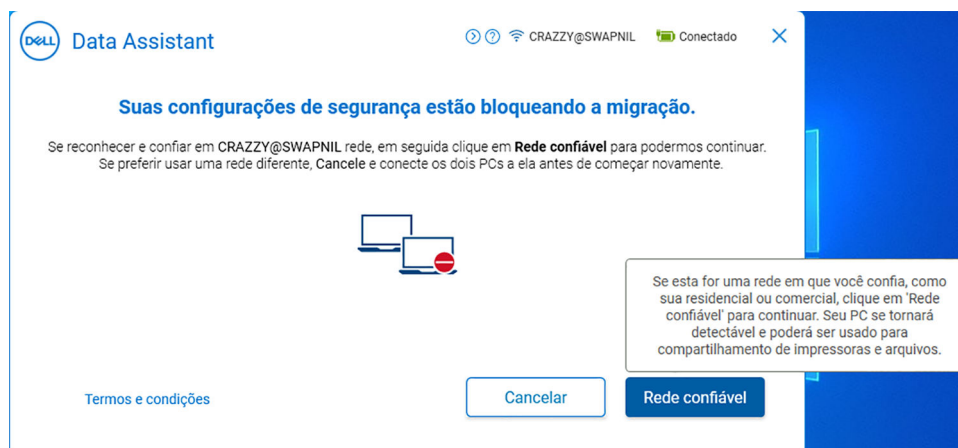 DELL Data Assistant CRAZZY@SWAPNIL Conectado
Suas configurações de segurança estão bloqueando a migração.
Se reconhecer e confiar em CRAZZY@SWAPNIL rede, em seguida clique em Rede confiável para podermos continuar.
Se preferir usar uma rede diferente, Cancele e conecte os dois PCs a ela antes de começar novamente.
Se esta for uma rede em que você confia, como
sua residencial ou comercial, clique em 'Rede
confiável' para continuar. Seu PC se tornará
detectável e poderá ser usado para
compartilhamento de impressoras e arquivos.
Termos e condições Cancelar Rede confiável